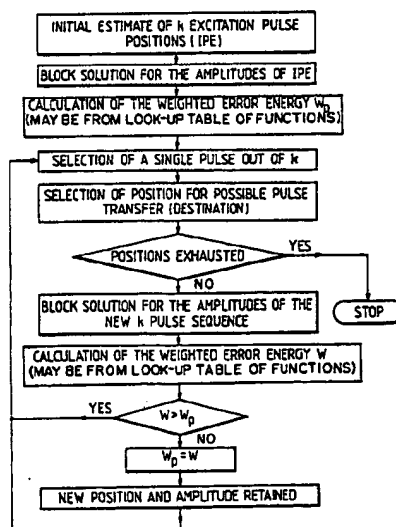 INITIAL ESTIMATE OF k EXCITATION PULSE
POSITIONS (IPE)
BLOCK SOLUTION FOR THE AMPLITUDES OF IPE
CALCULATION OF THE WEIGHTED ERROR ENERGY Wp
(MAY BE FROM LOOK-UP TABLE OF FUNCTIONS)
SELECTION OF A SINGLE PULSE OUT OF k
SELECTION OF POSITION FOR POSSIBLE PULSE
TRANSFER (DESTINATION)
POSITIONS EXHAUSTED
YES
NO
BLOCK SOLUTION FOR THE AMPLITUDES OF THE
NEW k PULSE SEQUENCE
STOP
CALCULATION OF THE WEIGHTED ERROR ENERGY W
(MAY BE FROM LOOK-UP TABLE OF FUNCTIONS)
YES
W>Wp
NO
Wp=W
NEW POSITION AND AMPLITUDE RETAINED